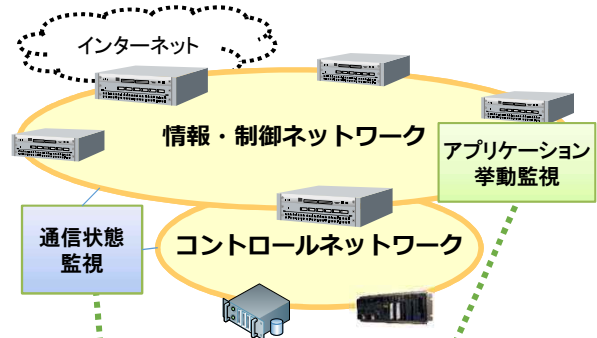 インターネット
情報・制御ネットワーク
アプリケーション
挙動監視
通信状態
監視
コントロールネットワーク